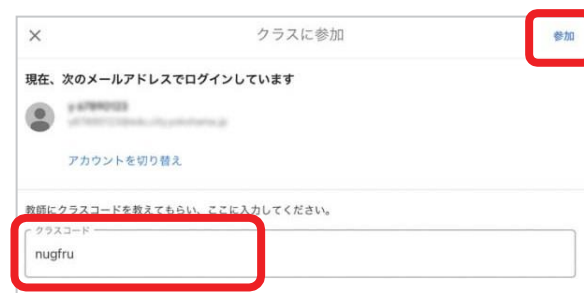 × クラスに参加 参加
現在、次のメールアドレスでログインしています
アカウントを切り替え
教師にクラスコードを教えてもらい、ここに入力してください。
クラスコード
nugfru